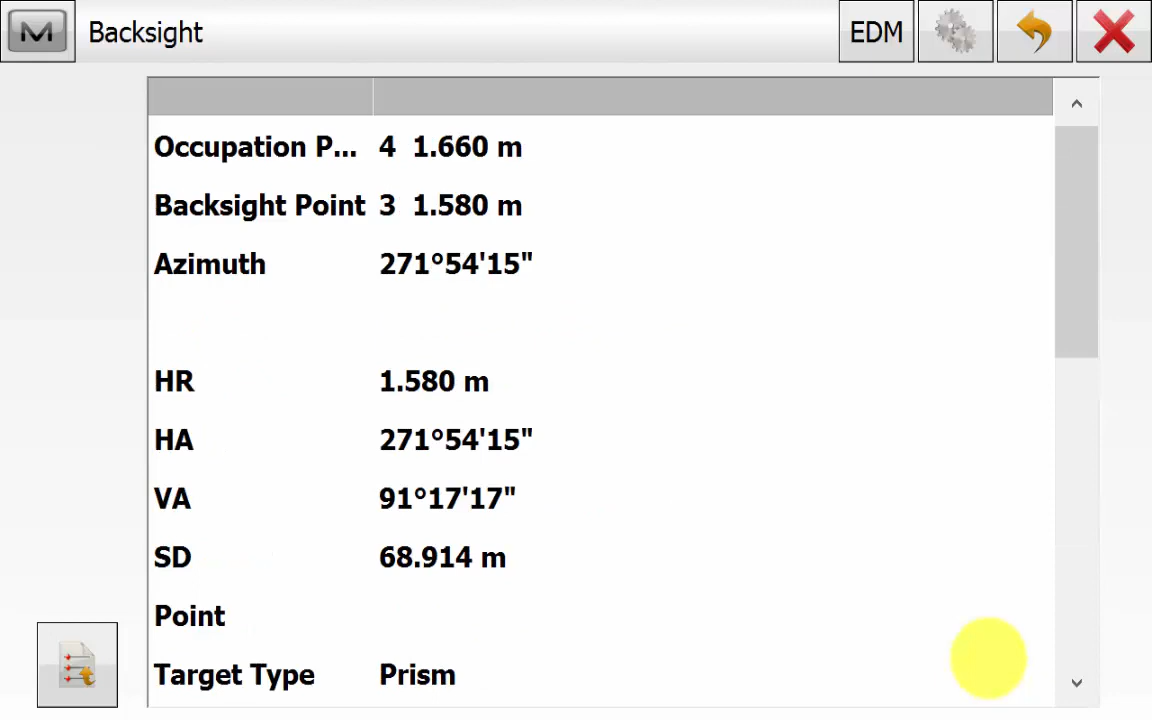 M Backsight EDM
Occupation P... 4 1.660 m
Backsight Point 3 1.580 m
Azimuth 271°54'15"
HR 1.580 m
HA 271°54'15"
VA 91°17'17"
SD 68.914 m
Point
Target Type Prism